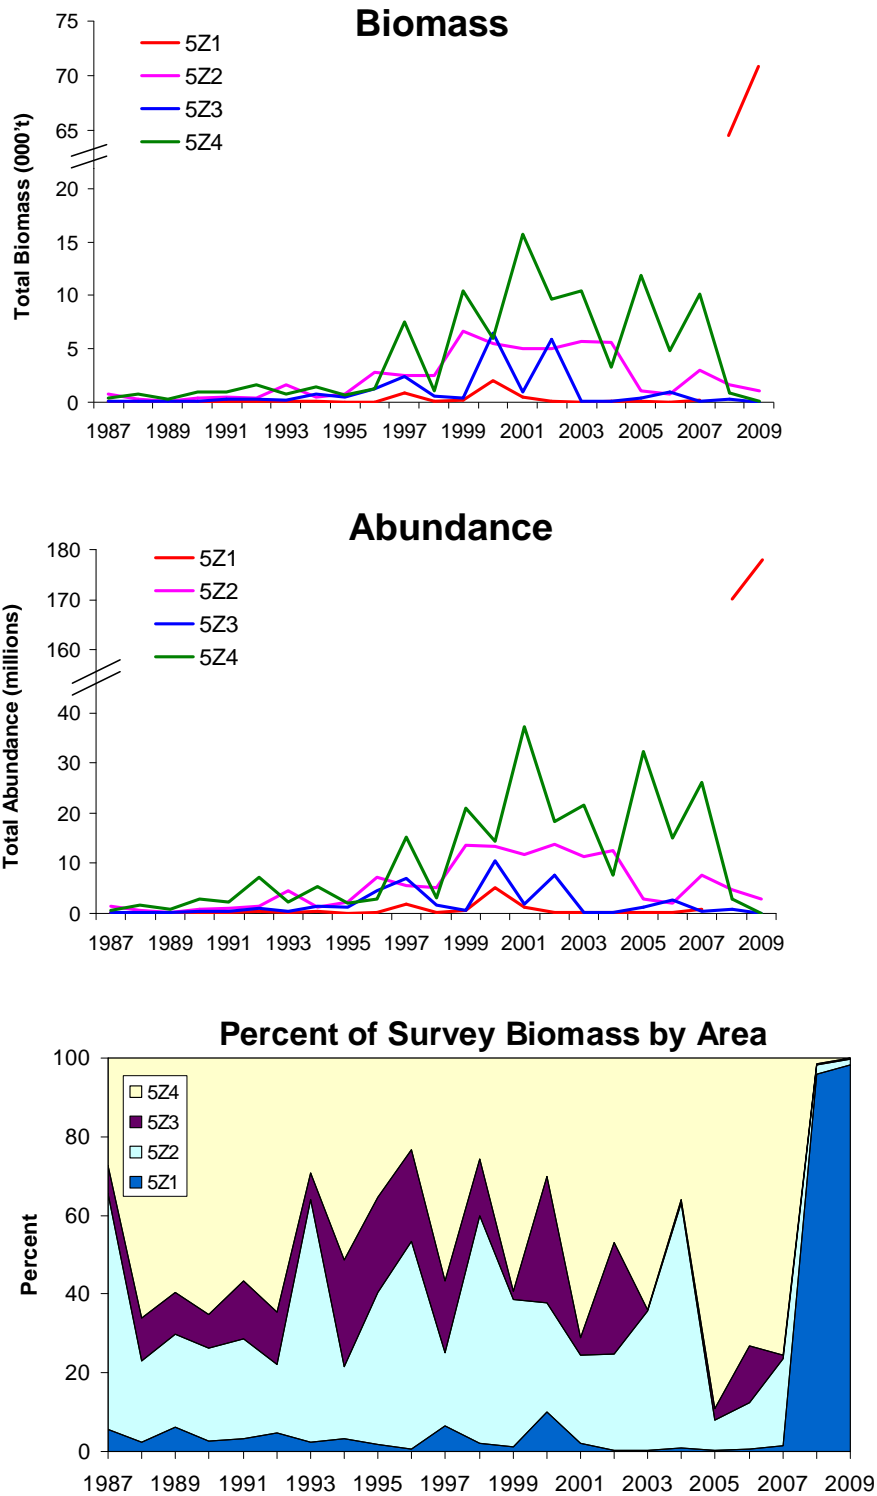 Biomass
75
70
65
20
15
10
5
0
Total Biomass (000't)
5Z1
5Z2
5Z3
5Z4
1987 1989 1991 1993 1995 1997 1999 2001 2003 2005 2007 2009
Abundance
180
170
160
40
30
20
10
0
Total Abundance (millions)
5Z1
5Z2
5Z3
5Z4
1987 1989 1991 1993 1995 1997 1999 2001 2003 2005 2007 2009
Percent of Survey Biomass by Area
100
80
60
40
20
0
Percent
5Z4
5Z3
5Z2
5Z1
1987 1989 1991 1993 1995 1997 1999 2001 2003 2005 2007 2009